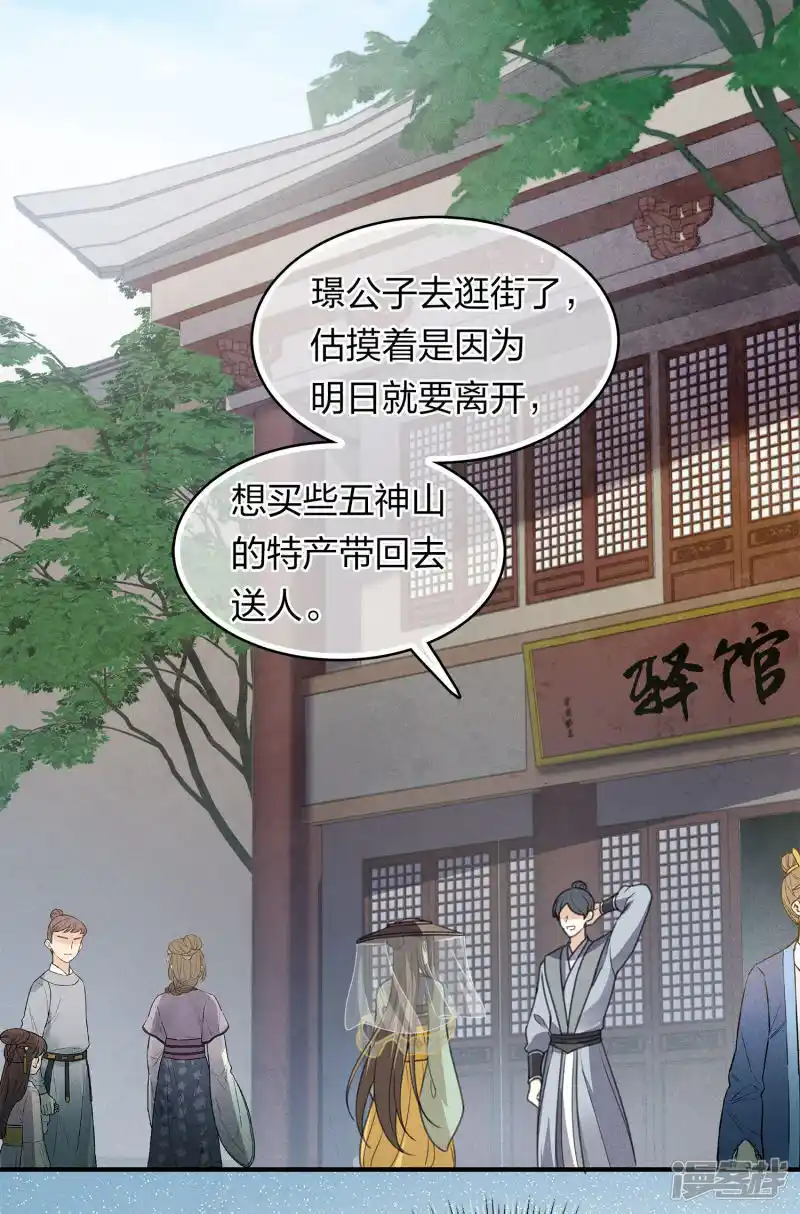 璟公子去逛街了，
估摸着是因为
明日就要离开，
想买些五神山
的特产带回去
送人。
驿馆
漫客栈